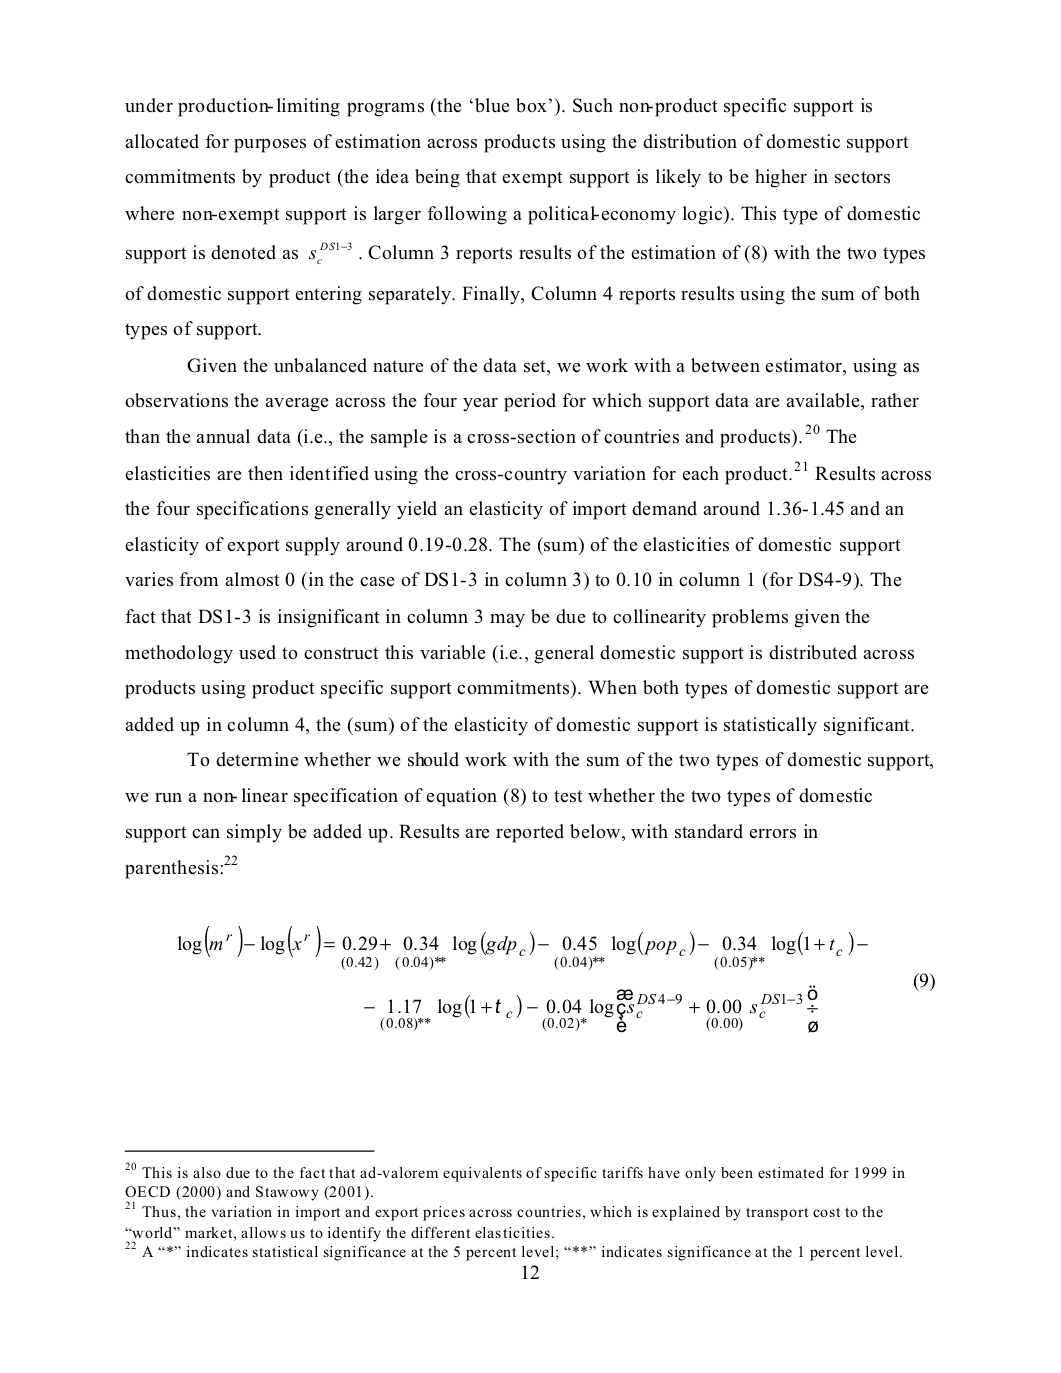 under production-limiting programs (the ‘blue box’). Such non-product specific support is
allocated for purposes of estimation across products using the distribution of domestic support
commitments by product (the idea being that exempt support is likely to be higher in sectors
where non-exempt support is larger following a political-economy logic). This type of domestic
support is denoted as s_c^{DS1−3} . Column 3 reports results of the estimation of (8) with the two types
of domestic support entering separately. Finally, Column 4 reports results using the sum of both
types of support.
Given the unbalanced nature of the data set, we work with a between estimator, using as
observations the average across the four year period for which support data are available, rather
than the annual data (i.e., the sample is a cross-section of countries and products).20 The
elasticities are then identified using the cross-country variation for each product.21 Results across
the four specifications generally yield an elasticity of import demand around 1.36-1.45 and an
elasticity of export supply around 0.19-0.28. The (sum) of the elasticities of domestic support
varies from almost 0 (in the case of DS1-3 in column 3) to 0.10 in column 1 (for DS4-9). The
fact that DS1-3 is insignificant in column 3 may be due to collinearity problems given the
methodology used to construct this variable (i.e., general domestic support is distributed across
products using product specific support commitments). When both types of domestic support are
added up in column 4, the (sum) of the elasticity of domestic support is statistically significant.
To determine whether we should work with the sum of the two types of domestic support,
we run a non-linear specification of equation (8) to test whether the two types of domestic
support can simply be added up. Results are reported below, with standard errors in
parenthesis:22
log(m^r)− log(x^r)= 0.29+ 0.34 log(gdp_c)− 0.45 log(pop_c)− 0.34 log(1+ t_c)−
(0.42) (0.04)** (0.04)** (0.05)**
(9)
− 1.17 log(1+t_c)− 0.04 log æçè s_c^{DS4−9} + 0.00 s_c^{DS1−3} ö÷ø
(0.08)** (0.02)* (0.00)
20 This is also due to the fact that ad-valorem equivalents of specific tariffs have only been estimated for 1999 in
OECD (2000) and Stawowy (2001).
21 Thus, the variation in import and export prices across countries, which is explained by transport cost to the
“world” market, allows us to identify the different elasticities.
22 A “*” indicates statistical significance at the 5 percent level; “**” indicates significance at the 1 percent level.
12